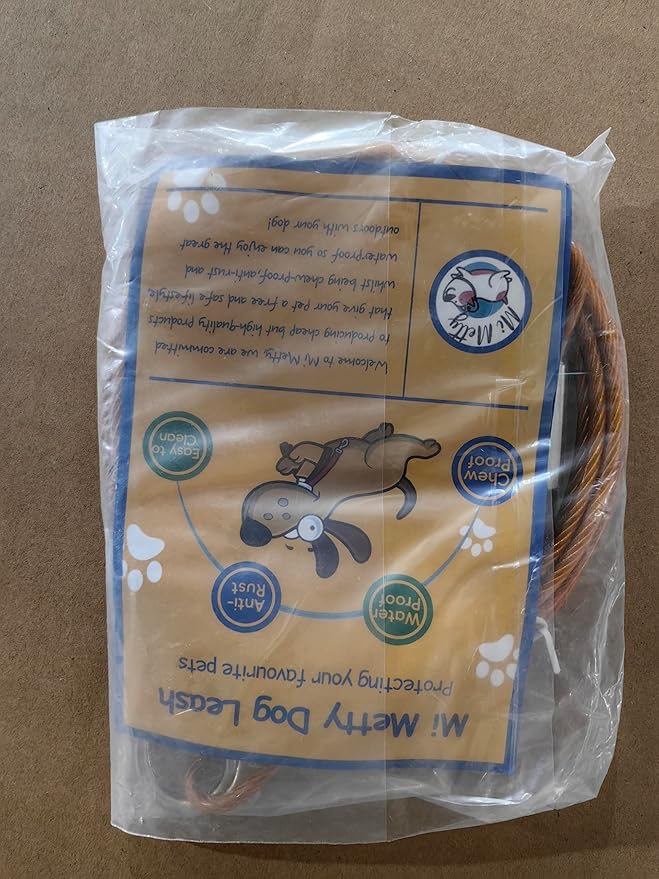 Mi Metty Dog Leash
Protecting your favourite pets
Chew
Proof
Water
Proof
Anti-
Rust
Easy to
Clean
Mi Metty
Welcome to Mi Metty, we are committed
to producing cheap but high-quality products
that give your pet a free and safe lifestyle
whilst being chew-proof,anti-rust and
waterproof so you can enjoy the great
outdoors with your dog!